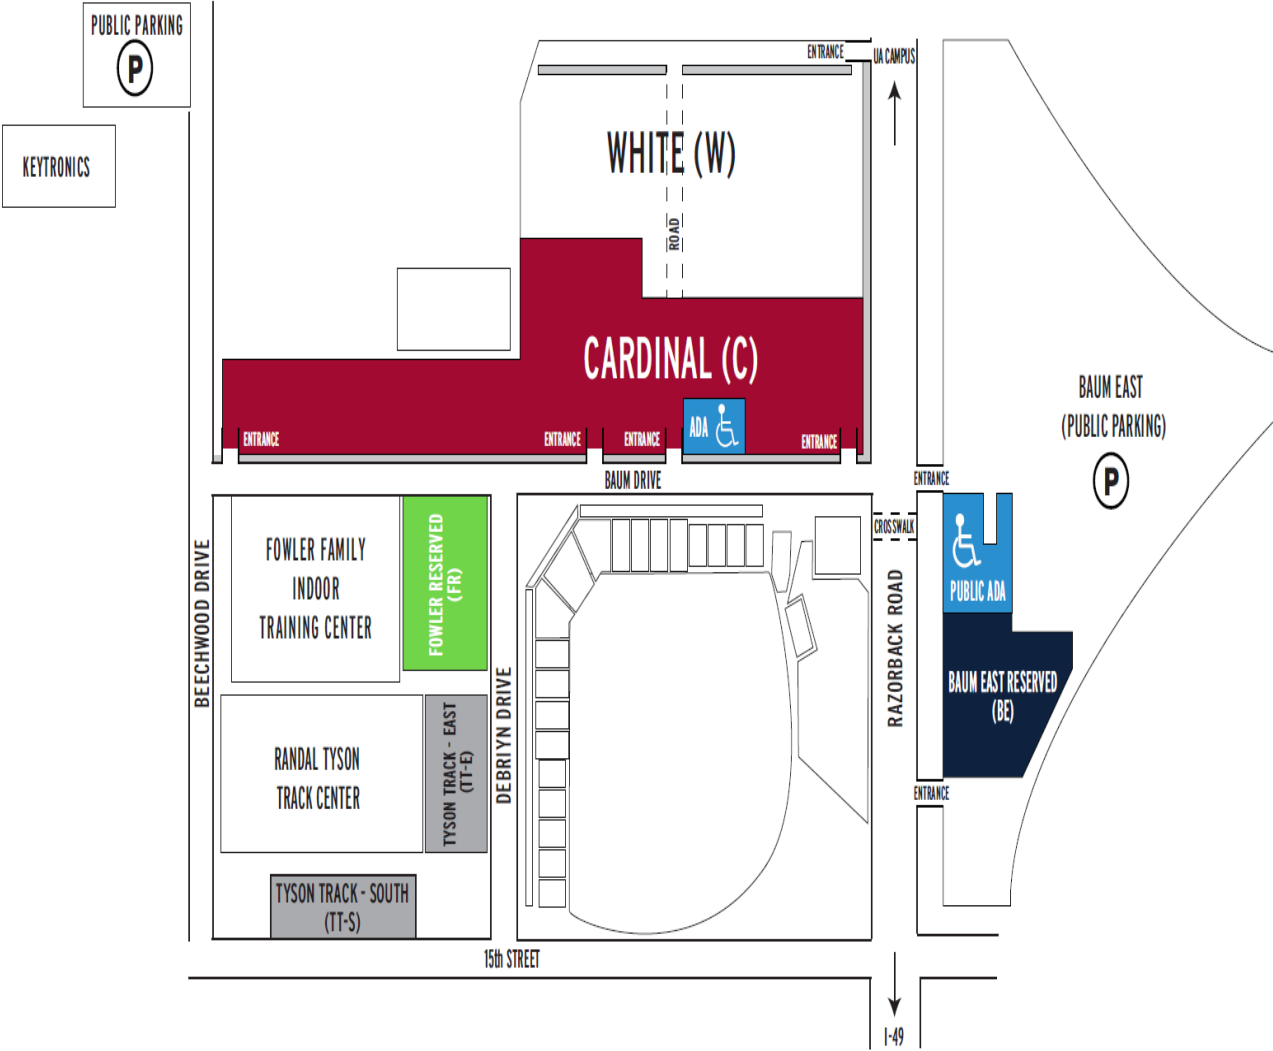 PUBLIC PARKING
P
KEYTRONICS
ENTRANCE
UA CAMPUS
WHITE (W)
ROAD
CARDINAL (C)
ADA
ENTRANCE
ENTRANCE
ENTRANCE
ENTRANCE
BAUM DRIVE
BAUM EAST
(PUBLIC PARKING)
P
ENTRANCE
CROSSWALK
BEECHWOOD DRIVE
FOWLER FAMILY
INDOOR
TRAINING CENTER
FOWLER RESERVED
(FR)
DEBRIYN DRIVE
RAZORBACK ROAD
PUBLIC ADA
BAUM EAST RESERVED
(BE)
RANDAL TYSON
TRACK CENTER
TYSON TRACK - EAST
(TT-E)
ENTRANCE
TYSON TRACK - SOUTH
(TT-S)
15th STREET
I-49